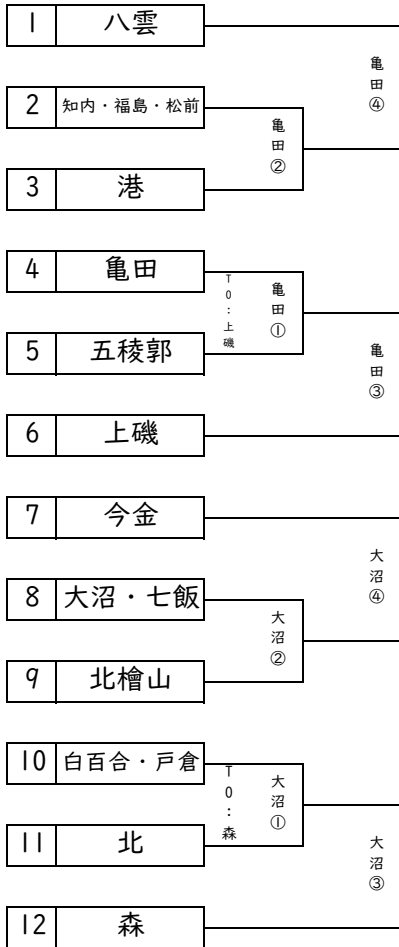 1 八雲
亀田④
2 知内・福島・松前
亀田②
3 港
4 亀田
TO:上磯
亀田①
5 五稜郭
亀田③
6 上磯
7 今金
大沼④
8 大沼・七飯
大沼②
9 北檜山
10 白百合・戸倉
TO:森
大沼①
11 北
大沼③
12 森